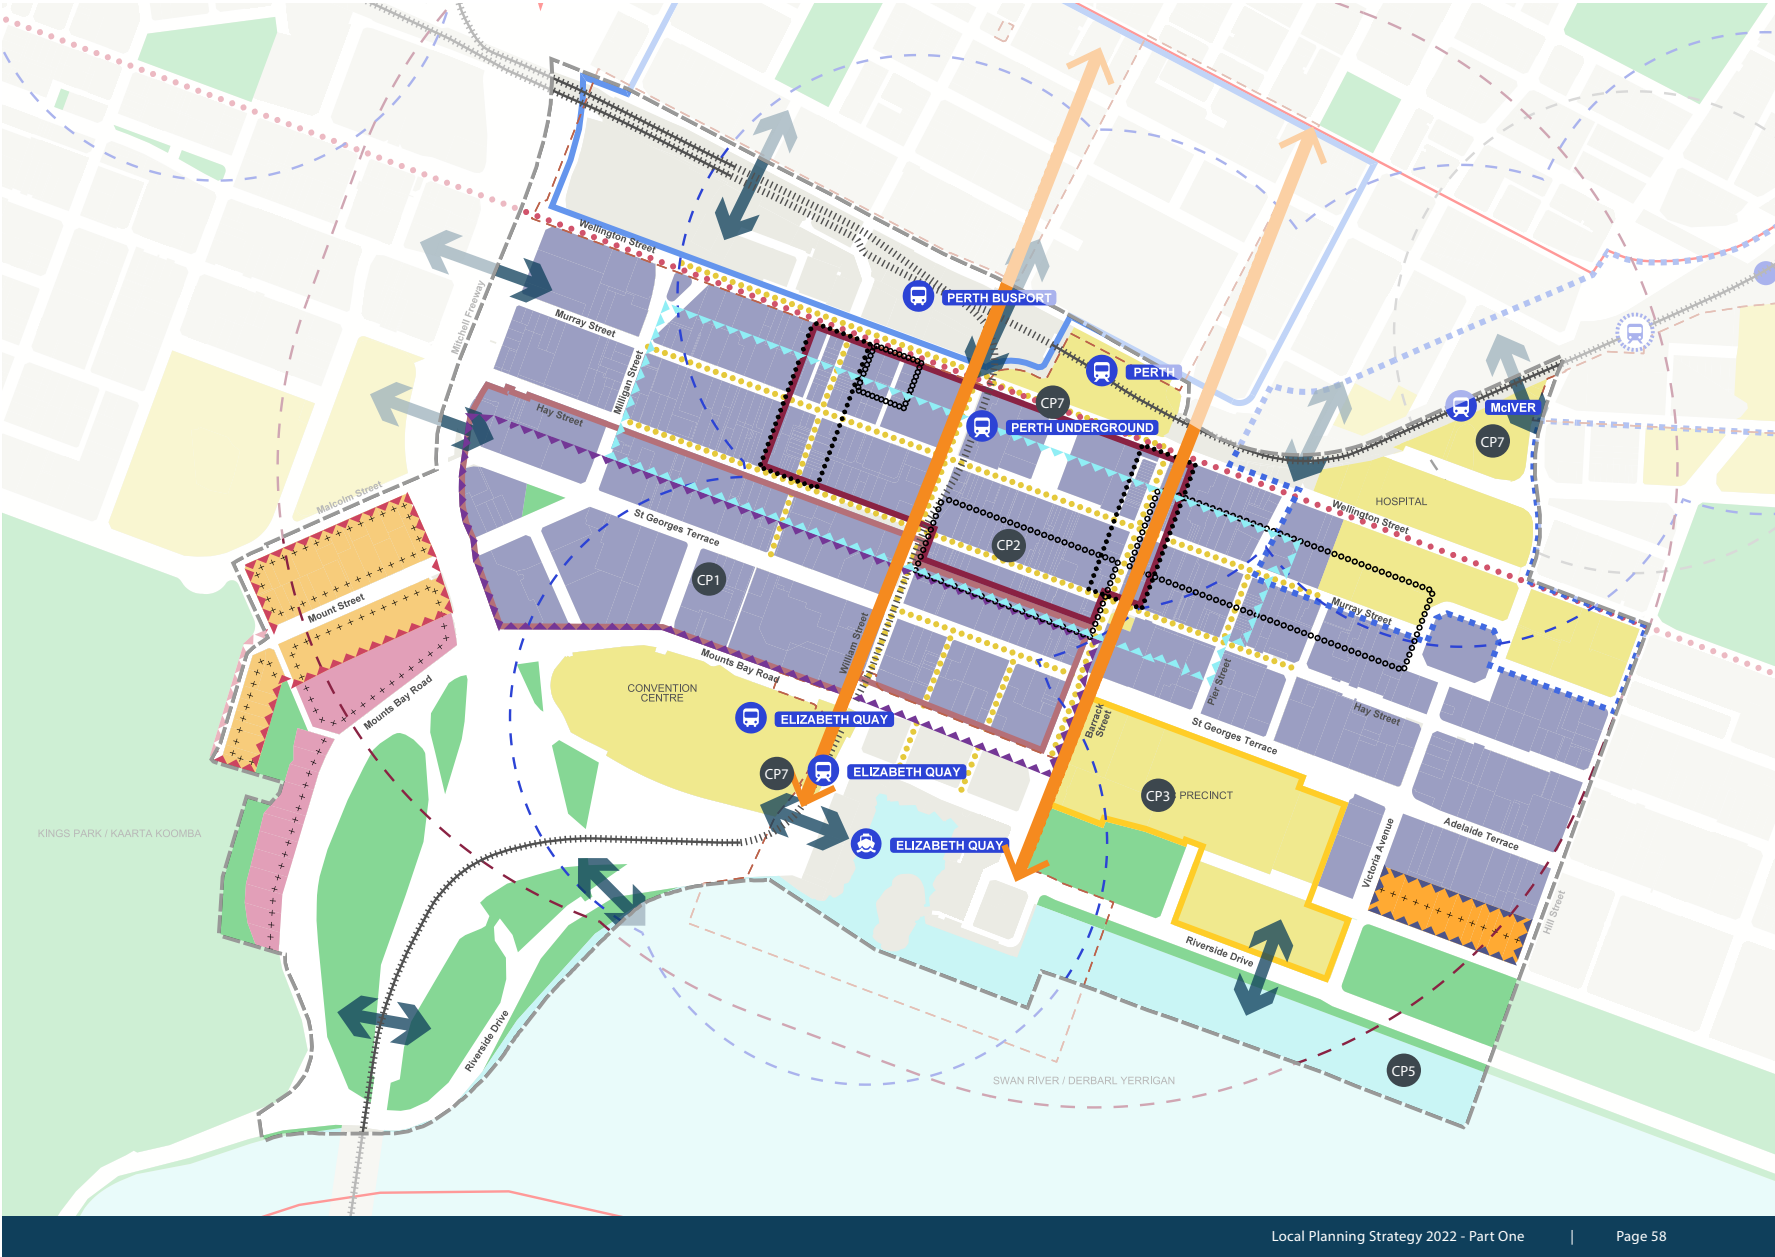 Wellington Street
Mitchell Freeway
Murray Street
Milligan Street
Hay Street
PERTH BUSPORT
PERTH
CP7
PERTH UNDERGROUND
McIVER
CP7
HOSPITAL
Wellington Street
Malcolm Street
St Georges Terrace
CP2
CP1
Mount Street
Murray Street
William Street
Mounts Bay Road
Mounts Bay Road
Pier Street
CONVENTION
CENTRE
Hay Street
Barrack
Street
St Georges Terrace
ELIZABETH QUAY
CP7
ELIZABETH QUAY
CP3
PRECINCT
KINGS PARK / KAARTA KOOMBA
ELIZABETH QUAY
Adelaide Terrace
Victoria Avenue
Hill Street
Riverside Drive
Riverside Drive
SWAN RIVER / DERBARL YERRIGAN
CP5
Local Planning Strategy 2022 - Part One | Page 58